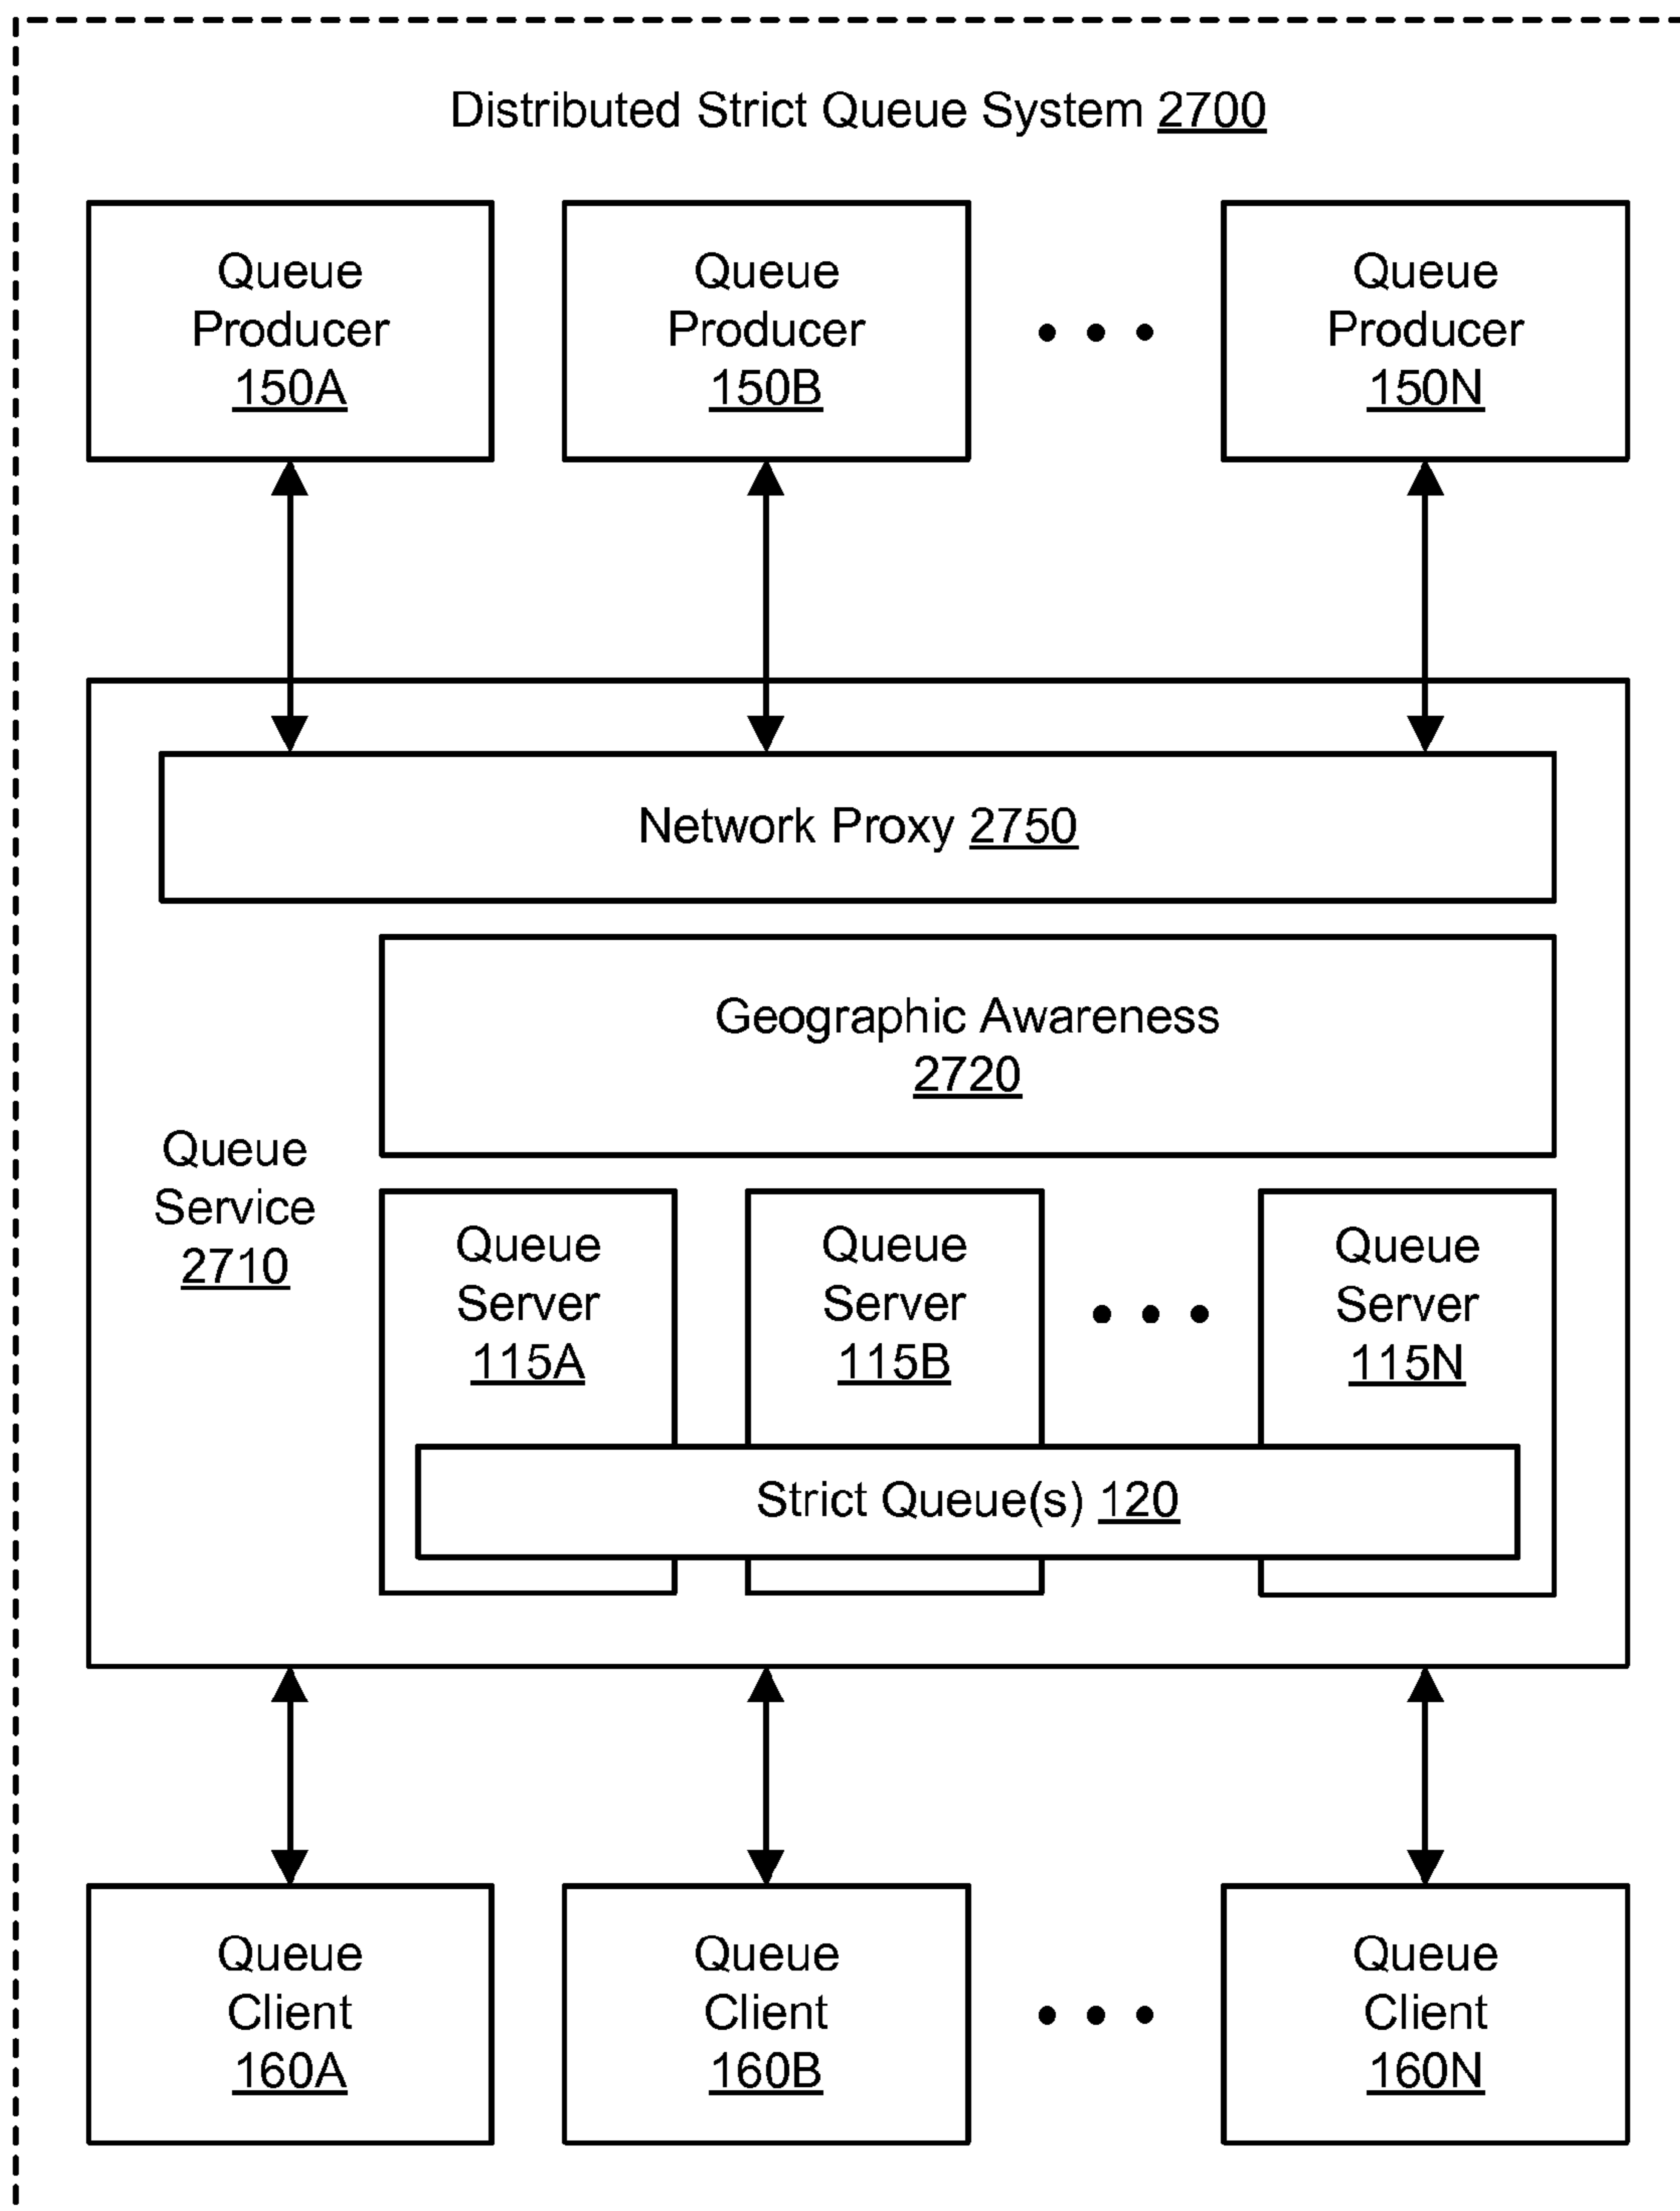 Distributed Strict Queue System 2700
Queue
Producer
150A
Queue
Producer
150B
Queue
Producer
150N
Network Proxy 2750
Geographic Awareness
2720
Queue
Service
2710
Queue
Server
115A
Queue
Server
115B
Queue
Server
115N
Strict Queue(s) 120
Queue
Client
160A
Queue
Client
160B
Queue
Client
160N